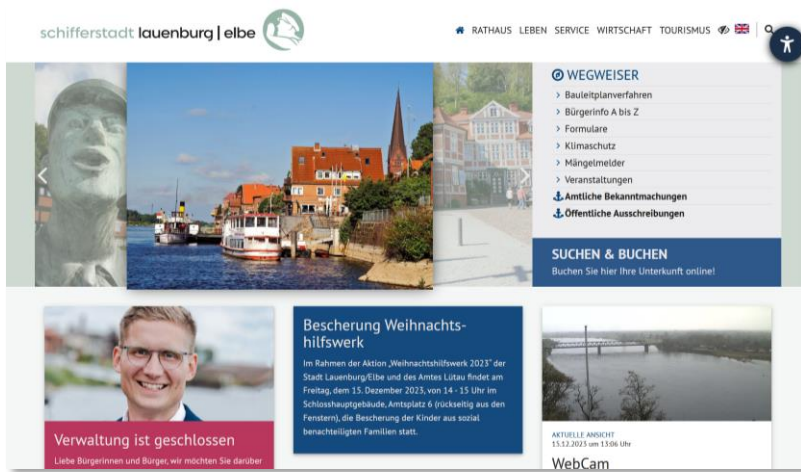 schifferstadt lauenburg | elbe
RATHAUS LEBEN SERVICE WIRTSCHAFT TOURISMUS
WEGWEISER
Bauleitplanverfahren
Bürgerinfo A bis Z
Formulare
Klimaschutz
Mängelmelder
Veranstaltungen
Amtliche Bekanntmachungen
Öffentliche Ausschreibungen
SUCHEN & BUCHEN
Buchen Sie hier Ihre Unterkunft online!
Verwaltung ist geschlossen
Liebe Bürgerinnen und Bürger, wir möchten Sie darüber
Bescherung Weihnachts-
hilfswerk
Im Rahmen der Aktion „Weihnachtshilfswerk 2023" der
Stadt Lauenburg/Elbe und des Amtes Lütau findet am
Freitag, dem 15. Dezember 2023, von 14 - 15 Uhr im
Schlosshauptgebäude, Amtsplatz 6 (rückseitig aus den
Fenstern), die Bescherung der Kinder aus sozial
benachteiligten Familien statt.
AKTUELLE ANSICHT
15.12.2023 um 13:06 Uhr
WebCam